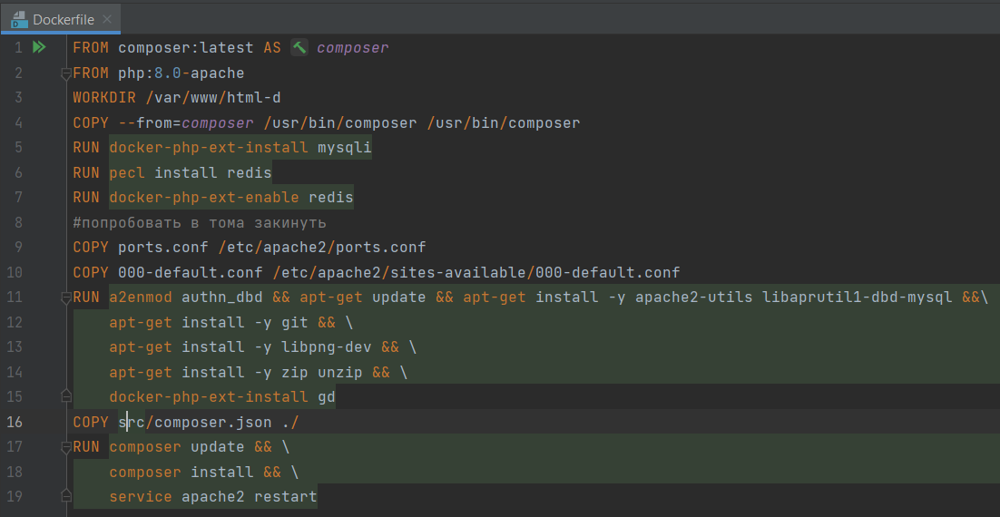 Dockerfile
1 FROM composer:latest AS composer
2 FROM php:8.0-apache
3 WORKDIR /var/www/html-d
4 COPY --from=composer /usr/bin/composer /usr/bin/composer
5 RUN docker-php-ext-install mysqli
6 RUN pecl install redis
7 RUN docker-php-ext-enable redis
8 #попробовать в тома закинуть
9 COPY ports.conf /etc/apache2/ports.conf
10 COPY 000-default.conf /etc/apache2/sites-available/000-default.conf
11 RUN a2enmod authn_dbd && apt-get update && apt-get install -y apache2-utils libaprutil1-dbd-mysql &&\
12 apt-get install -y git && \
13 apt-get install -y libpng-dev && \
14 apt-get install -y zip unzip && \
15 docker-php-ext-install gd
16 COPY src/composer.json ./
17 RUN composer update && \
18 composer install && \
19 service apache2 restart